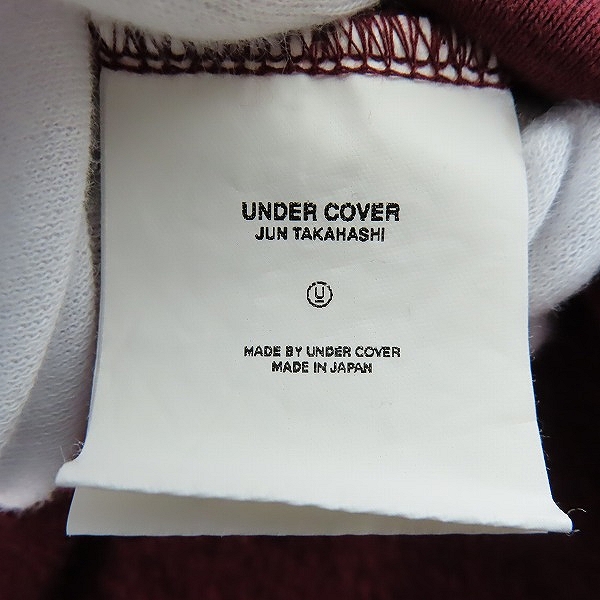 UNDER COVER
JUN TAKAHASHI
U
MADE BY UNDER COVER
MADE IN JAPAN